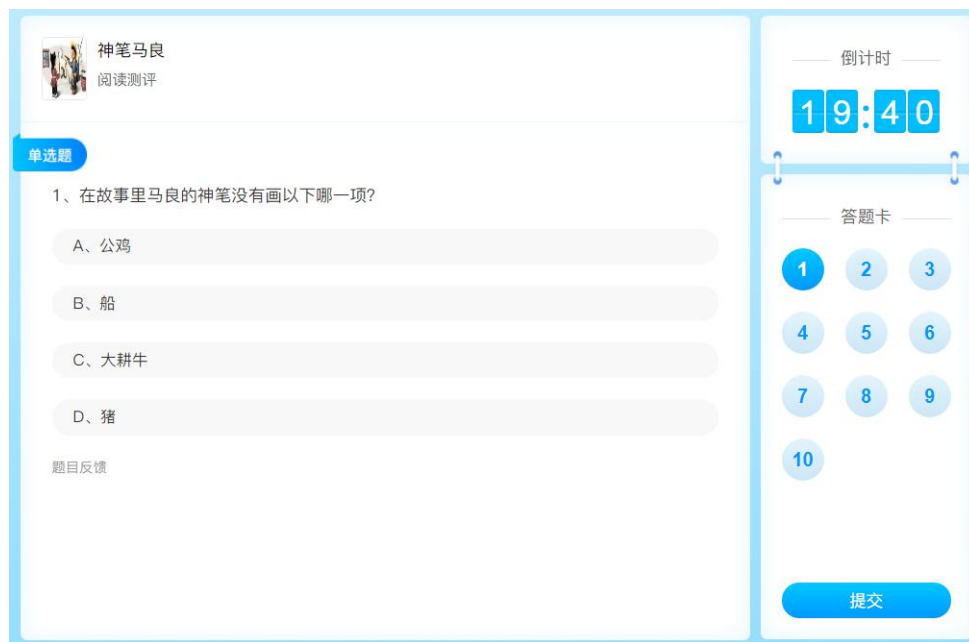 神笔马良
阅读测评
单选题
1、在故事里马良的神笔没有画以下哪一项?
A、公鸡
B、船
C、大耕牛
D、猪
题目反馈
倒计时
19:40
答题卡
1 2 3
4 5 6
7 8 9
10
提交